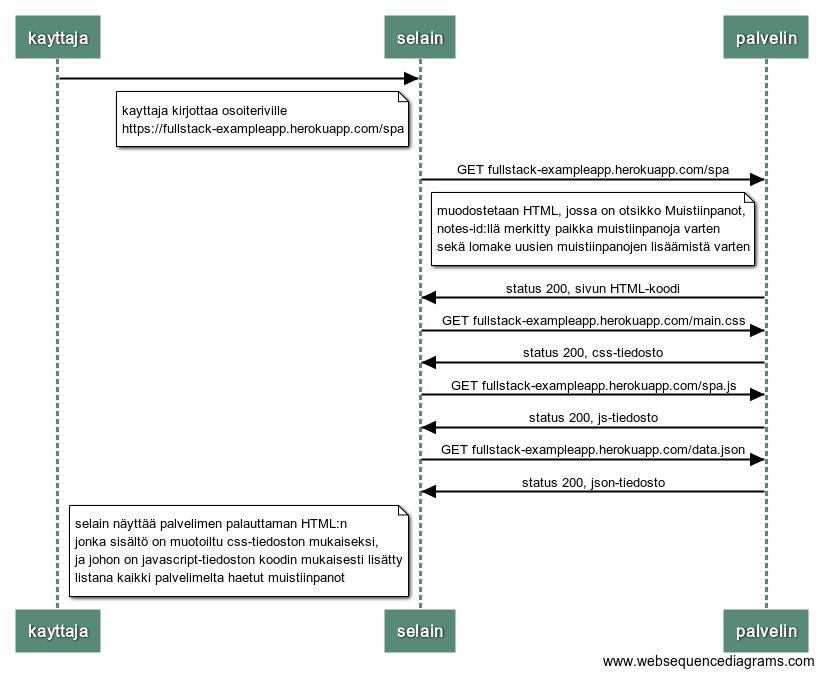 kayttaja
selain
palvelin
kayttaja kirjottaa osoiteriville
https://fullstack-exampleapp.herokuapp.com/spa
GET fullstack-exampleapp.herokuapp.com/spa
muodostetaan HTML, jossa on otsikko Muistiinpanot,
notes-id:llä merkitty paikka muistiinpanoja varten
sekä lomake uusien muistiinpanojen lisäämistä varten
status 200, sivun HTML-koodi
GET fullstack-exampleapp.herokuapp.com/main.css
status 200, css-tiedosto
GET fullstack-exampleapp.herokuapp.com/spa.js
status 200, js-tiedosto
GET fullstack-exampleapp.herokuapp.com/data.json
status 200, json-tiedosto
selain näyttää palvelimen palauttaman HTML:n
jonka sisältö on muotoiltu css-tiedoston mukaiseksi,
ja johon on javascript-tiedoston koodin mukaisesti lisätty
listana kaikki palvelimelta haetut muistiinpanot
kayttaja
selain
palvelin
www.websequencediagrams.com